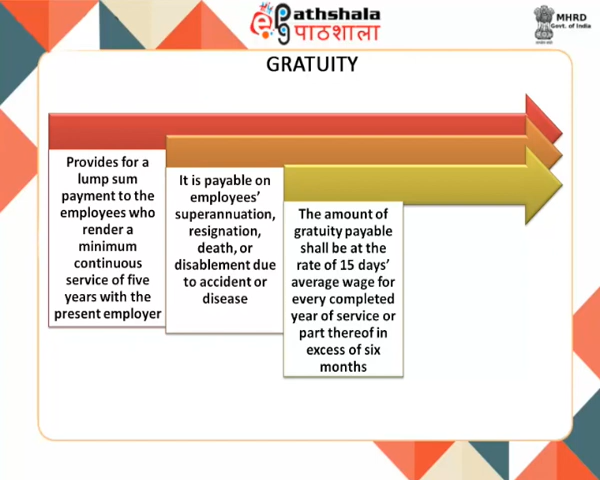 My
ePathshala
पाठशाला
MHRD
Govt. of India
GRATUITY
Provides for a
lump sum
payment to the
employees who
render a
minimum
continuous
service of five
years with the
present employer
It is payable on
employees’
superannuation,
resignation,
death, or
disablement due
to accident or
disease
The amount of
gratuity payable
shall be at the
rate of 15 days’
average wage for
every completed
year of service or
part thereof in
excess of six
months